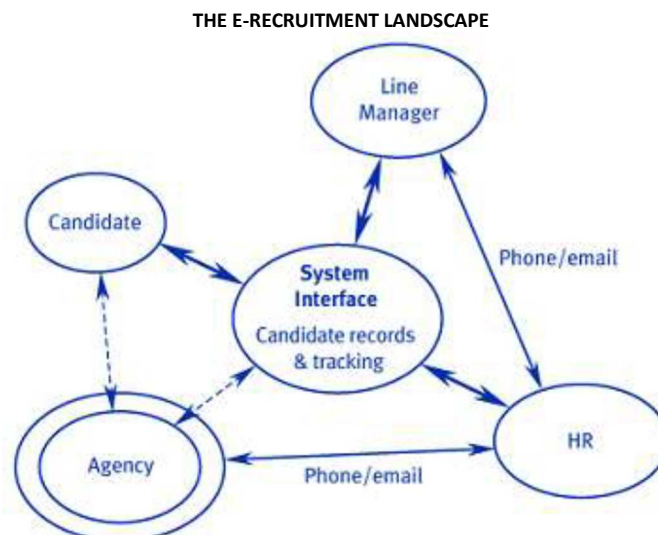 THE E-RECRUITMENT LANDSCAPE
Line
Manager
Candidate
System
Interface
Candidate records
& tracking
Phone/email
Agency
Phone/email
HR